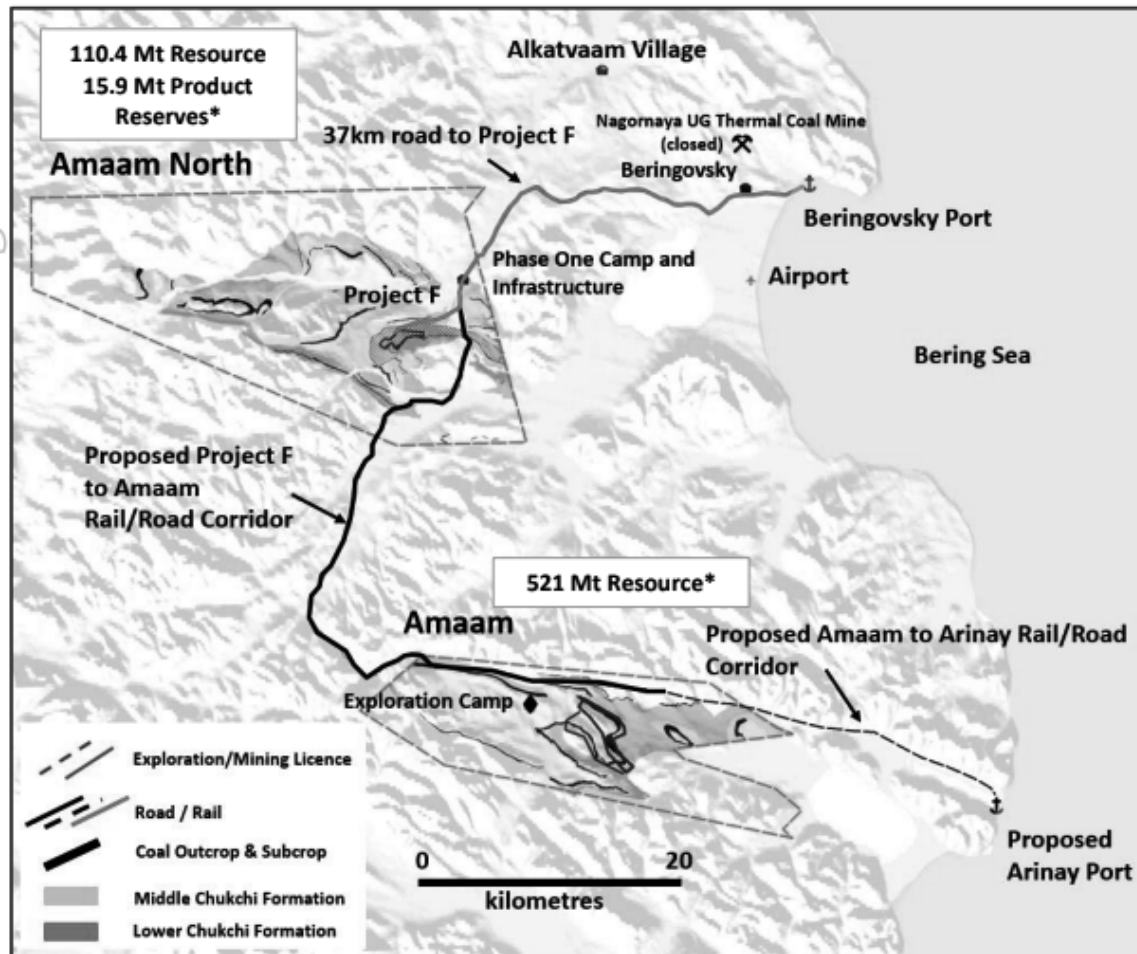 110.4 Mt Resource
15.9 Mt Product
Reserves*
Alkatvaam Village
Nagornaya UG Thermal Coal Mine
(closed)
37km road to Project F
Beringovsky
Amaam North
Beringovsky Port
Phase One Camp and
Infrastructure
Airport
Project F
Bering Sea
Proposed Project F
to Amaam
Rail/Road Corridor
521 Mt Resource*
Amaam
Proposed Amaam to Arinay Rail/Road
Corridor
Exploration Camp
Exploration/Mining Licence
Road / Rail
Coal Outcrop & Subcrop
Middle Chukchi Formation
Lower Chukchi Formation
0 20
kilometres
Proposed
Arinay Port